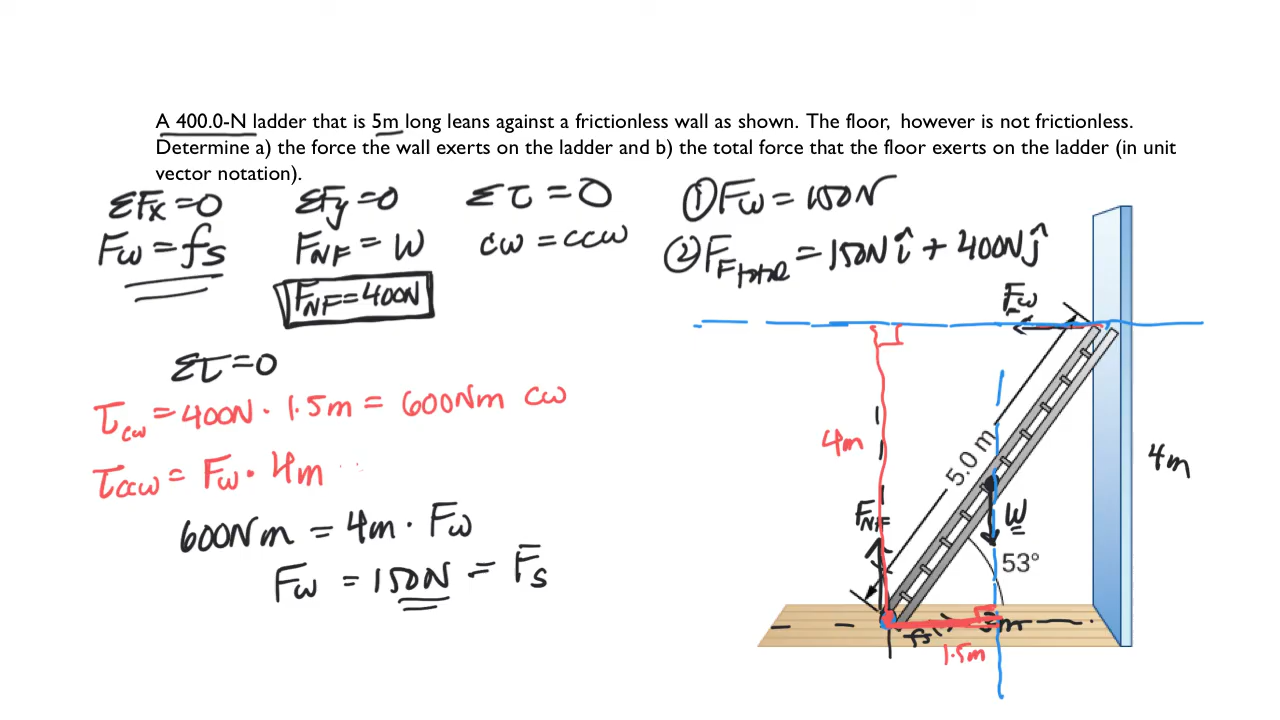 A 400.0-N ladder that is 5m long leans against a frictionless wall as shown. The floor, however is not frictionless.
Determine a) the force the wall exerts on the ladder and b) the total force that the floor exerts on the ladder (in unit
vector notation).
ΣFx=0
Fw = fs
ΣFy=0
FNF = W
FNF=400N
Στ = 0
cw = ccw
① Fw = 150N
② FFtotal = 150N î + 400N ĵ
Στ=0
τcw = 400N · 1.5m = 600Nm cw
τccw = Fw · 4m
600Nm = 4m · Fw
Fw = 150N = Fs
Fw
4m
5.0 m
4m
FNF
W
53°
fs
3m
1.5m